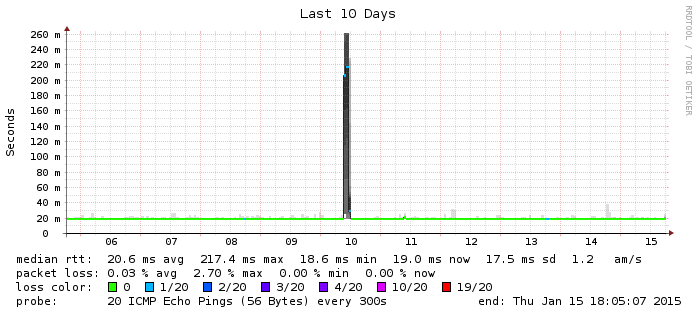 Last 10 Days
RRDTOOL / TOBI OETIKER
Seconds
260 m
240 m
220 m
200 m
180 m
160 m
140 m
120 m
100 m
80 m
60 m
40 m
20 m
0
06 07 08 09 10 11 12 13 14 15
median rtt: 20.6 ms avg 217.4 ms max 18.6 ms min 19.0 ms now 17.5 ms sd 1.2 am/s
packet loss: 0.03 % avg 2.70 % max 0.00 % min 0.00 % now
loss color: 0 1/20 2/20 3/20 4/20 10/20 19/20
probe: 20 ICMP Echo Pings (56 Bytes) every 300s end: Thu Jan 15 18:05:07 2015